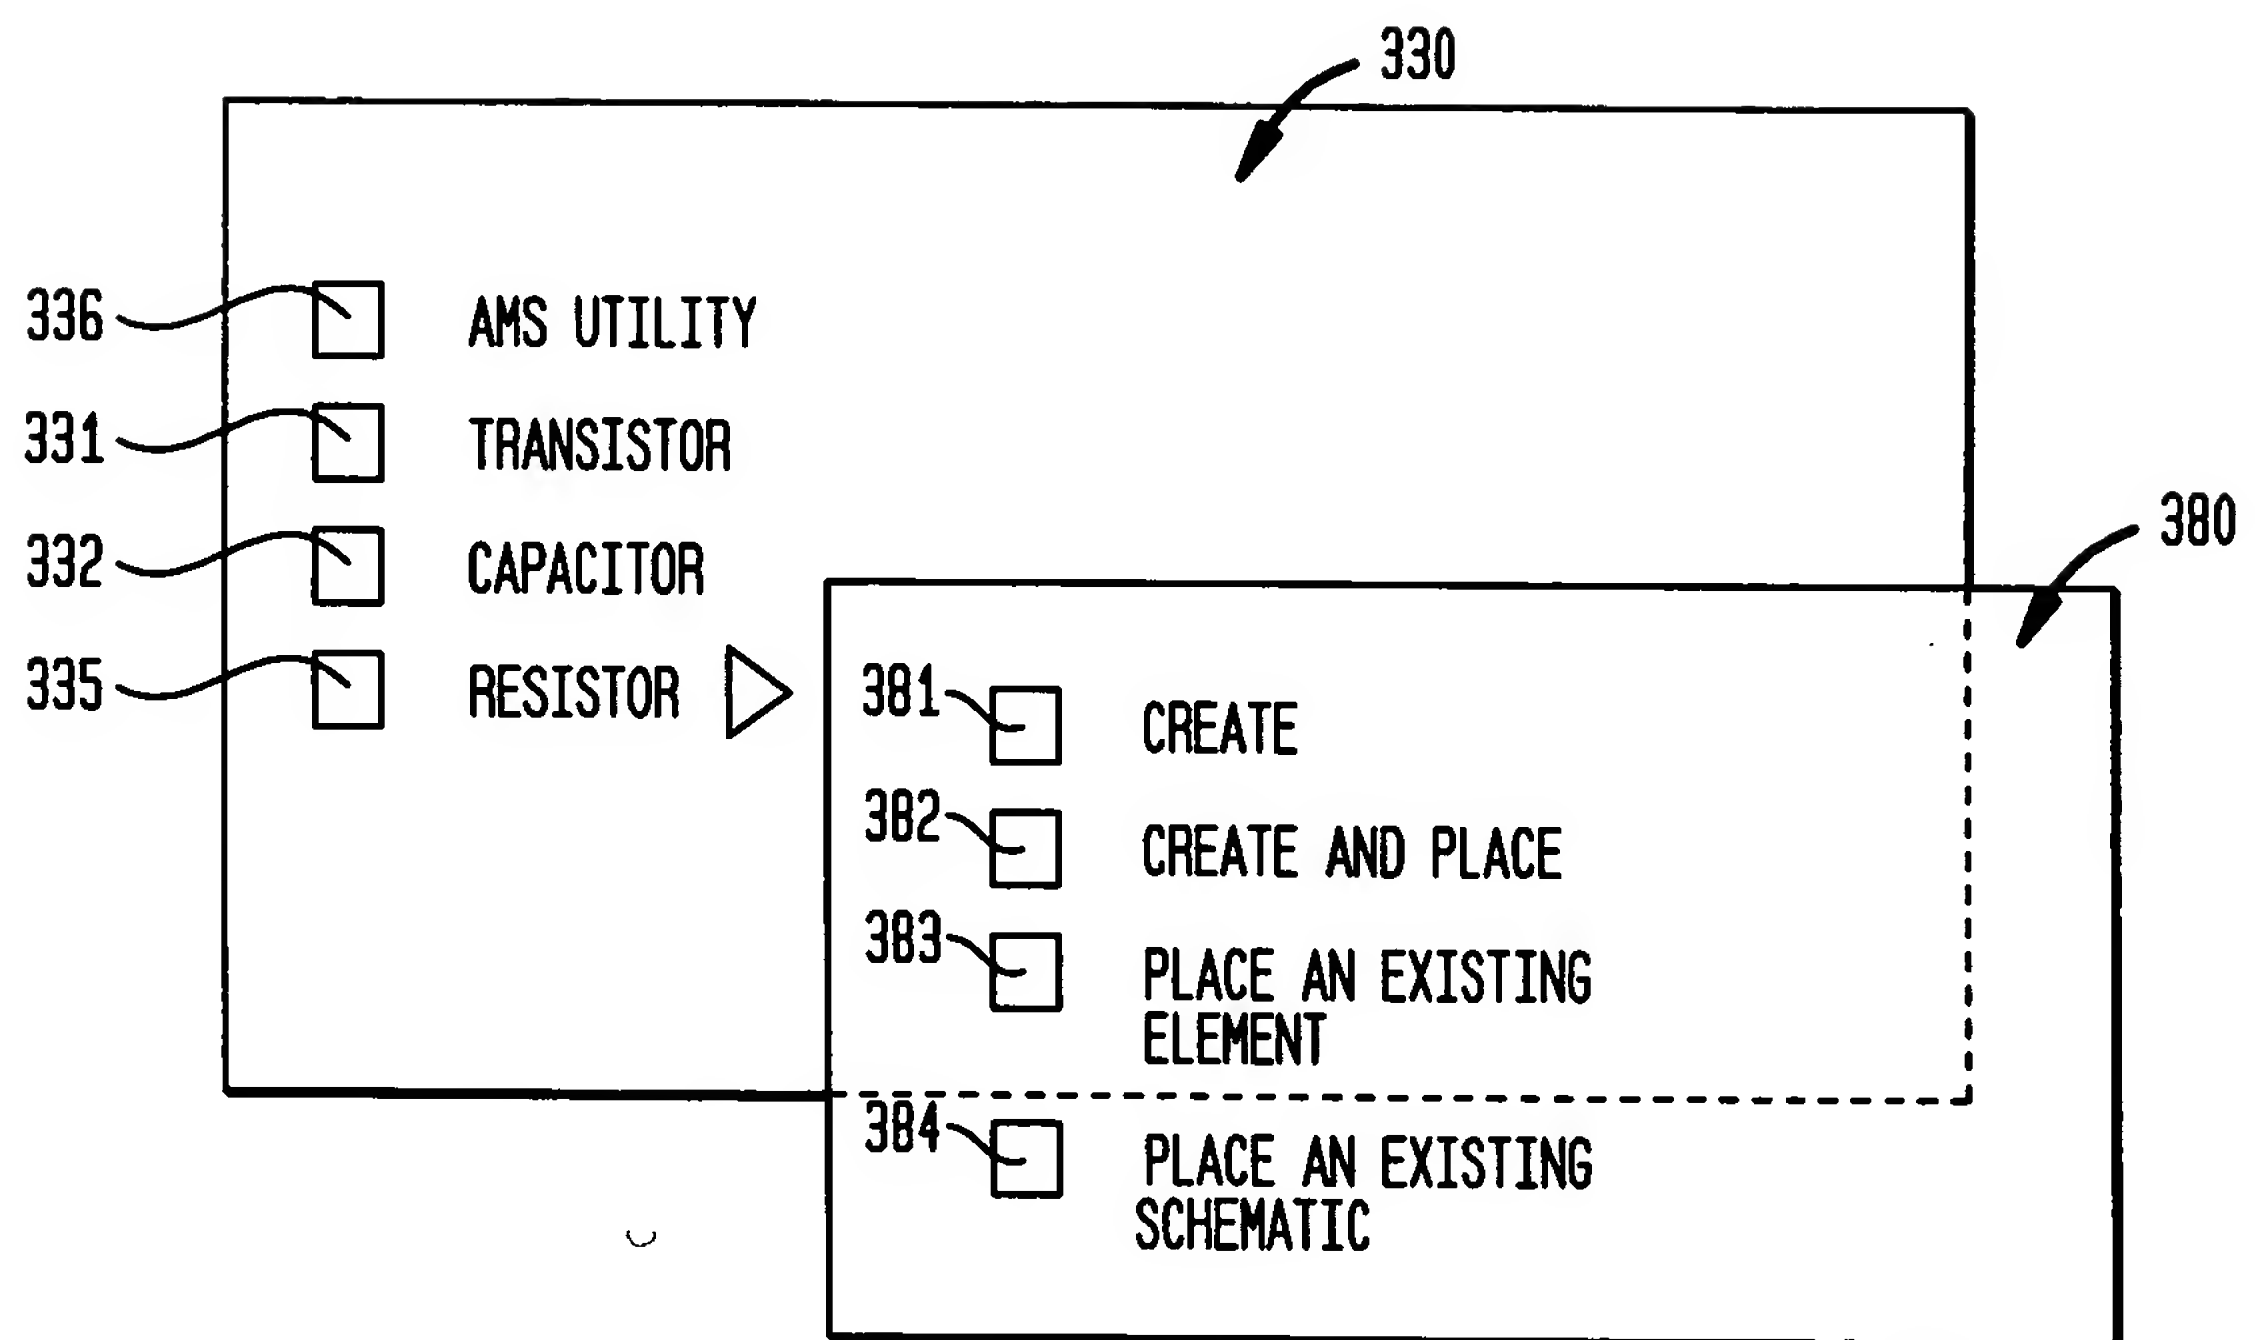 330
336 AMS UTILITY
331 TRANSISTOR
332 CAPACITOR
335 RESISTOR
380
381 CREATE
382 CREATE AND PLACE
383 PLACE AN EXISTING
ELEMENT
384 PLACE AN EXISTING
SCHEMATIC